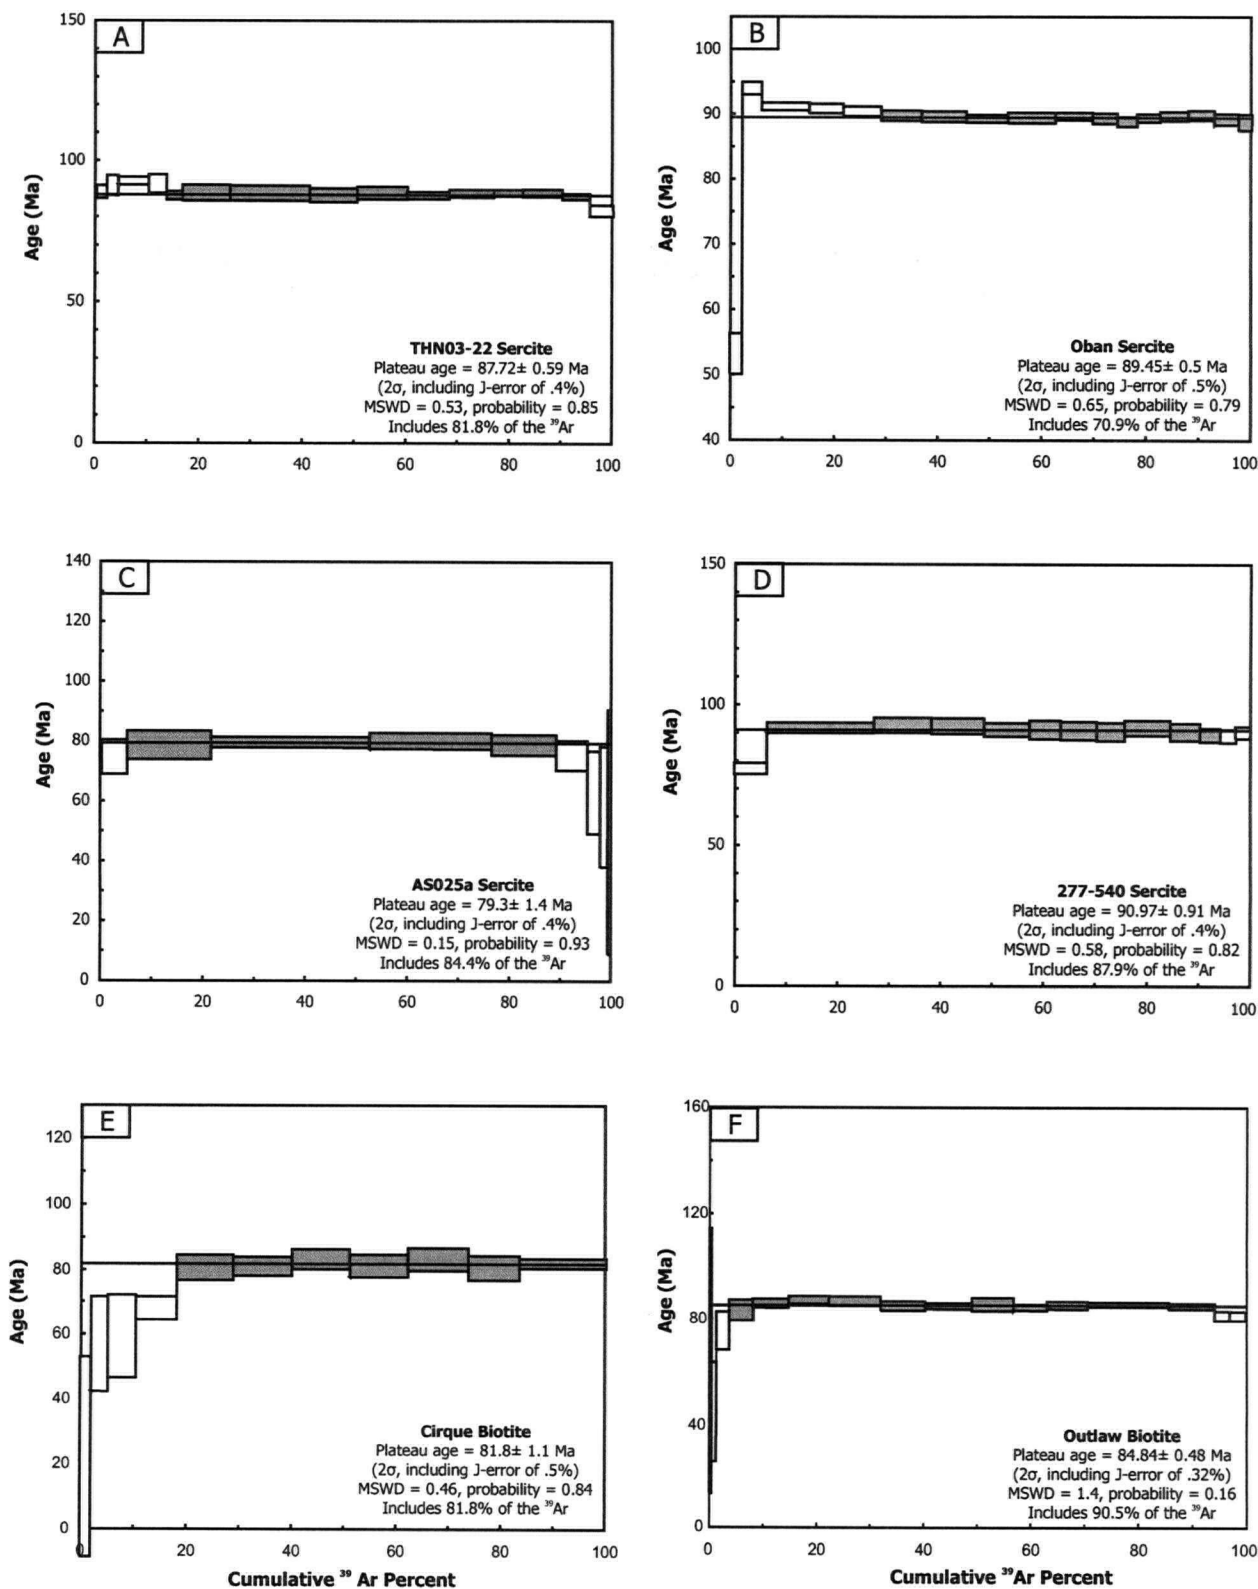 A
150
100
50
0
Age (Ma)
THN03-22 Sercite
Plateau age = 87.72± 0.59 Ma
(2σ, including J-error of .4%)
MSWD = 0.53, probability = 0.85
Includes 81.8% of the ³⁹Ar
0 20 40 60 80 100
B
100
90
80
70
60
50
40
Age (Ma)
Oban Sercite
Plateau age = 89.45± 0.5 Ma
(2σ, including J-error of .5%)
MSWD = 0.65, probability = 0.79
Includes 70.9% of the ³⁹Ar
0 20 40 60 80 100
C
140
120
100
80
60
40
20
0
Age (Ma)
AS025a Sercite
Plateau age = 79.3± 1.4 Ma
(2σ, including J-error of .4%)
MSWD = 0.15, probability = 0.93
Includes 84.4% of the ³⁹Ar
0 20 40 60 80 100
D
150
100
50
0
Age (Ma)
277-540 Sercite
Plateau age = 90.97± 0.91 Ma
(2σ, including J-error of .4%)
MSWD = 0.58, probability = 0.82
Includes 87.9% of the ³⁹Ar
0 20 40 60 80 100
E
120
100
80
60
40
20
0
Age (Ma)
Cirque Biotite
Plateau age = 81.8± 1.1 Ma
(2σ, including J-error of .5%)
MSWD = 0.46, probability = 0.84
Includes 81.8% of the ³⁹Ar
0 20 40 60 80 100
Cumulative ³⁹ Ar Percent
F
160
120
80
40
0
Age (Ma)
Outlaw Biotite
Plateau age = 84.84± 0.48 Ma
(2σ, including J-error of .32%)
MSWD = 1.4, probability = 0.16
Includes 90.5% of the ³⁹Ar
0 20 40 60 80 100
Cumulative ³⁹Ar Percent